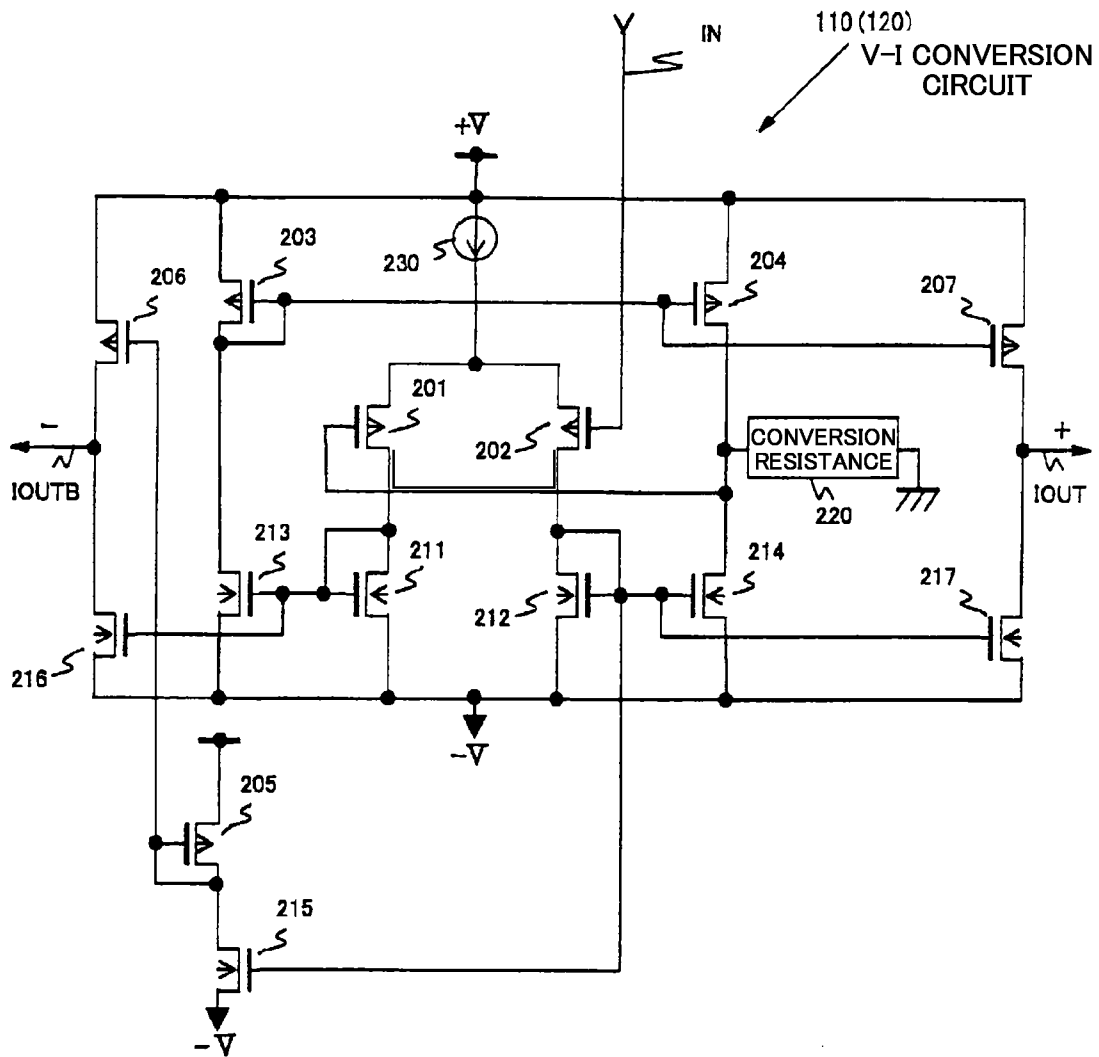 110(120)
V-I CONVERSION
CIRCUIT
IN
+V
203
230
204
206
207
201
202
-
IOUTB
CONVERSION
RESISTANCE
+
IOUT
220
213
211
214
212
217
216
-V
205
215
-V